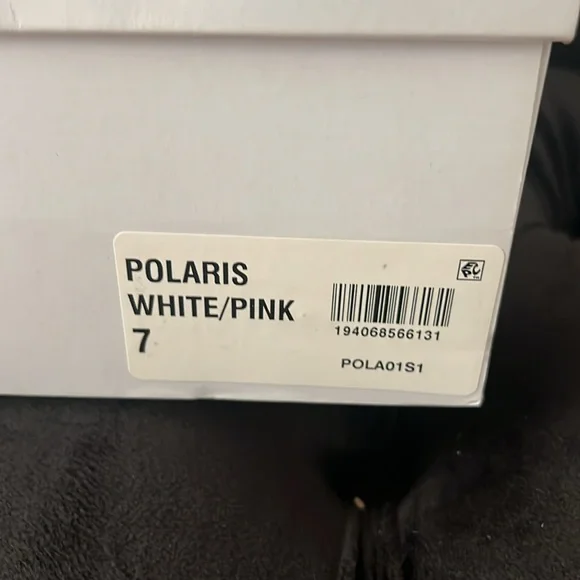 POLARIS
WHITE/PINK
7
194068566131
POLA01S1